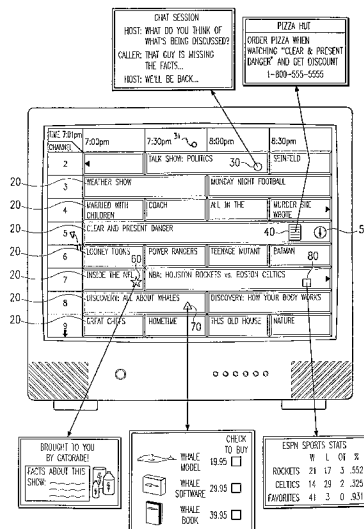 CHAT SESSION
HOST: WHAT DO YOU THINK OF
WHAT'S BEING DISCUSSED?
CALLER: THAT GUY IS MISSING
THE FACTS...
HOST: WE'LL BE BACK...
PIZZA HUT
ORDER PIZZA WHEN
WATCHING "CLEAR & PRESENT
DANGER" AND GET DISCOUNT
1-800-555-5555
TIME 7:01pm 7:00pm 7:30pm 34 8:00pm 8:30pm
CHANNEL
2 TALK SHOW: POLITICS 30 SEINFELD
20 3 WEATHER SHOW MONDAY NIGHT FOOTBALL
20 4 MARRIED WITH CHILDREN COACH ALL IN THE MURDER SHE WROTE
20 5 CLEAR AND PRESENT DANGER 40 5
20 6 LOONEY TOONS POWER RANGERS TEENAGE MUTANT BATMAN
60 80
20 7 INSIDE THE NFL NBA: HOUSTON ROCKETS vs. BOSTON CELTICS
20 8 DISCOVERY: ALL ABOUT WHALES DISCOVERY: HOW YOUR BODY WORKS
70
20 9 GREAT CHEFS HOMETIME THIS OLD HOUSE NATURE
BROUGHT TO YOU
BY GATORADE!
FACTS ABOUT THIS
SHOW:
CHECK
TO BUY
WHALE
MODEL 19.95
WHALE
SOFTWARE 29.95
WHALE
BOOK 39.95
ESPN SPORTS STATS
W L OT %
ROCKETS 21 17 3 .552
CELTICS 14 29 2 .325
FAVORITES 41 3 0 .931